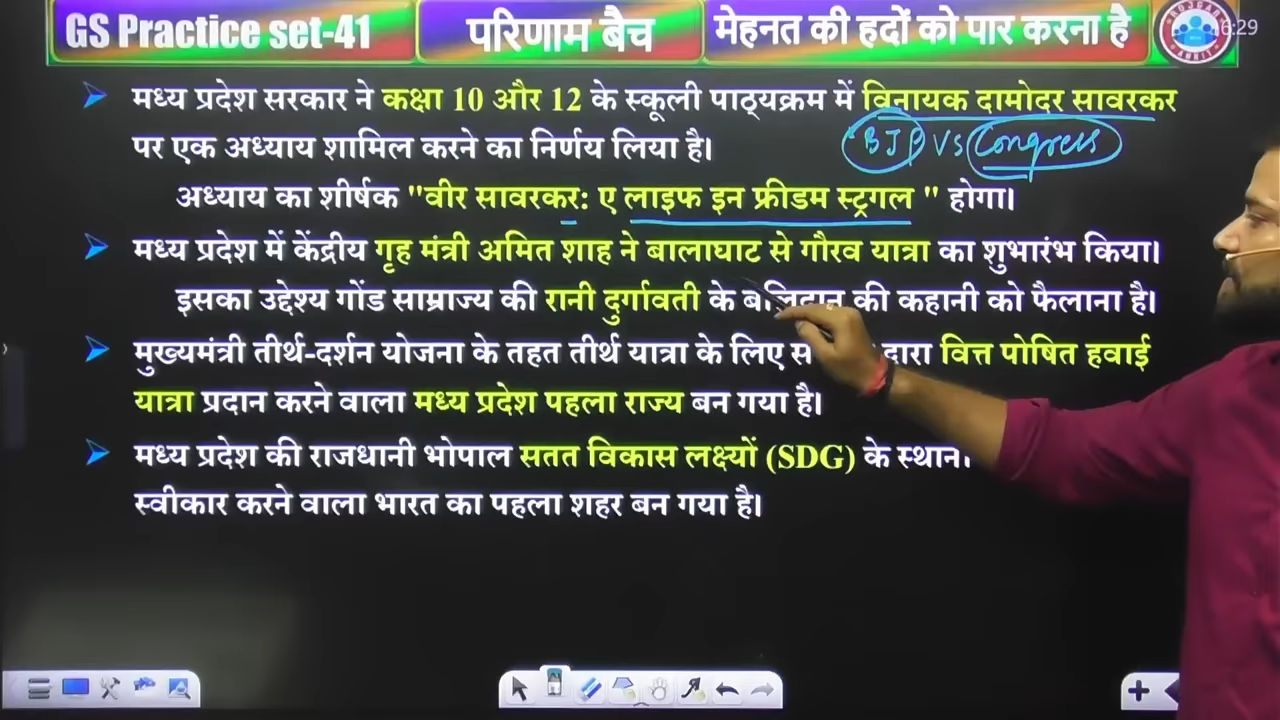 GS Practice set-41
परिणाम बैच
मेहनत की हदों को पार करना है
6:29
मध्य प्रदेश सरकार ने कक्षा 10 और 12 के स्कूली पाठ्यक्रम में विनायक दामोदर सावरकर
BJP VS Congress
पर एक अध्याय शामिल करने का निर्णय लिया है।
अध्याय का शीर्षक "वीर सावरकर: ए लाइफ इन फ्रीडम स्ट्रगल " होगा।
मध्य प्रदेश में केंद्रीय गृह मंत्री अमित शाह ने बालाघाट से गौरव यात्रा का शुभारंभ किया।
इसका उद्देश्य गोंड साम्राज्य की रानी दुर्गावती के बलिदान की कहानी को फैलाना है।
मुख्यमंत्री तीर्थ-दर्शन योजना के तहत तीर्थ यात्रा के लिए द्वारा वित्त पोषित हवाई
यात्रा प्रदान करने वाला मध्य प्रदेश पहला राज्य बन गया है।
मध्य प्रदेश की राजधानी भोपाल सतत विकास लक्ष्यों (SDG) के
स्वीकार करने वाला भारत का पहला शहर बन गया है।